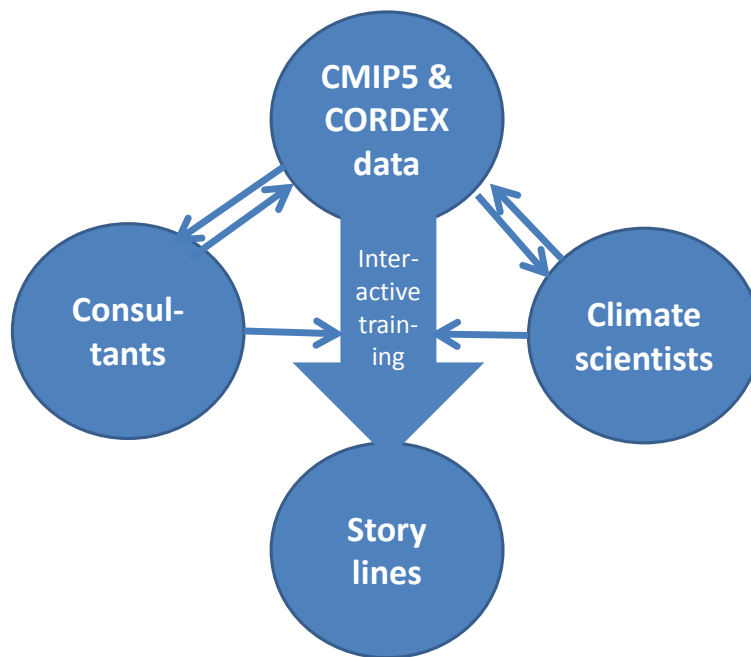 CMIP5 &
CORDEX
data
Inter-
active
train-
ing
Consul-
tants
Climate
scientists
Story
lines